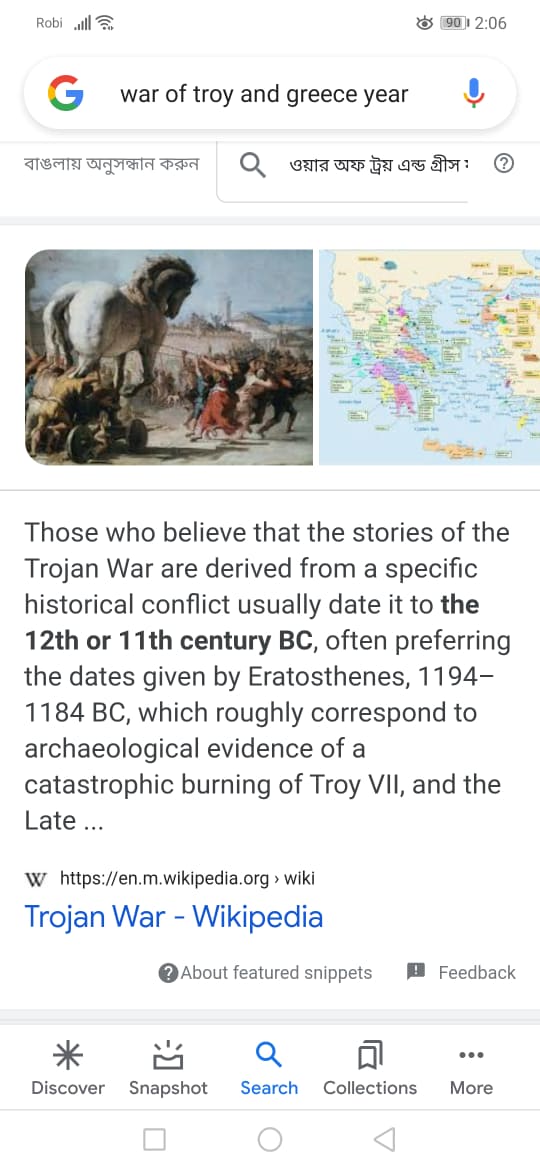 Robi 90 2:06
war of troy and greece year
বাঙলায় অনুসন্ধান করুন ওয়ার অফ ট্রয় এন্ড গ্রীস
Those who believe that the stories of the
Trojan War are derived from a specific
historical conflict usually date it to the
12th or 11th century BC, often preferring
the dates given by Eratosthenes, 1194–
1184 BC, which roughly correspond to
archaeological evidence of a
catastrophic burning of Troy VII, and the
Late ...
W https://en.m.wikipedia.org › wiki
Trojan War - Wikipedia
About featured snippets Feedback
Discover Snapshot Search Collections More